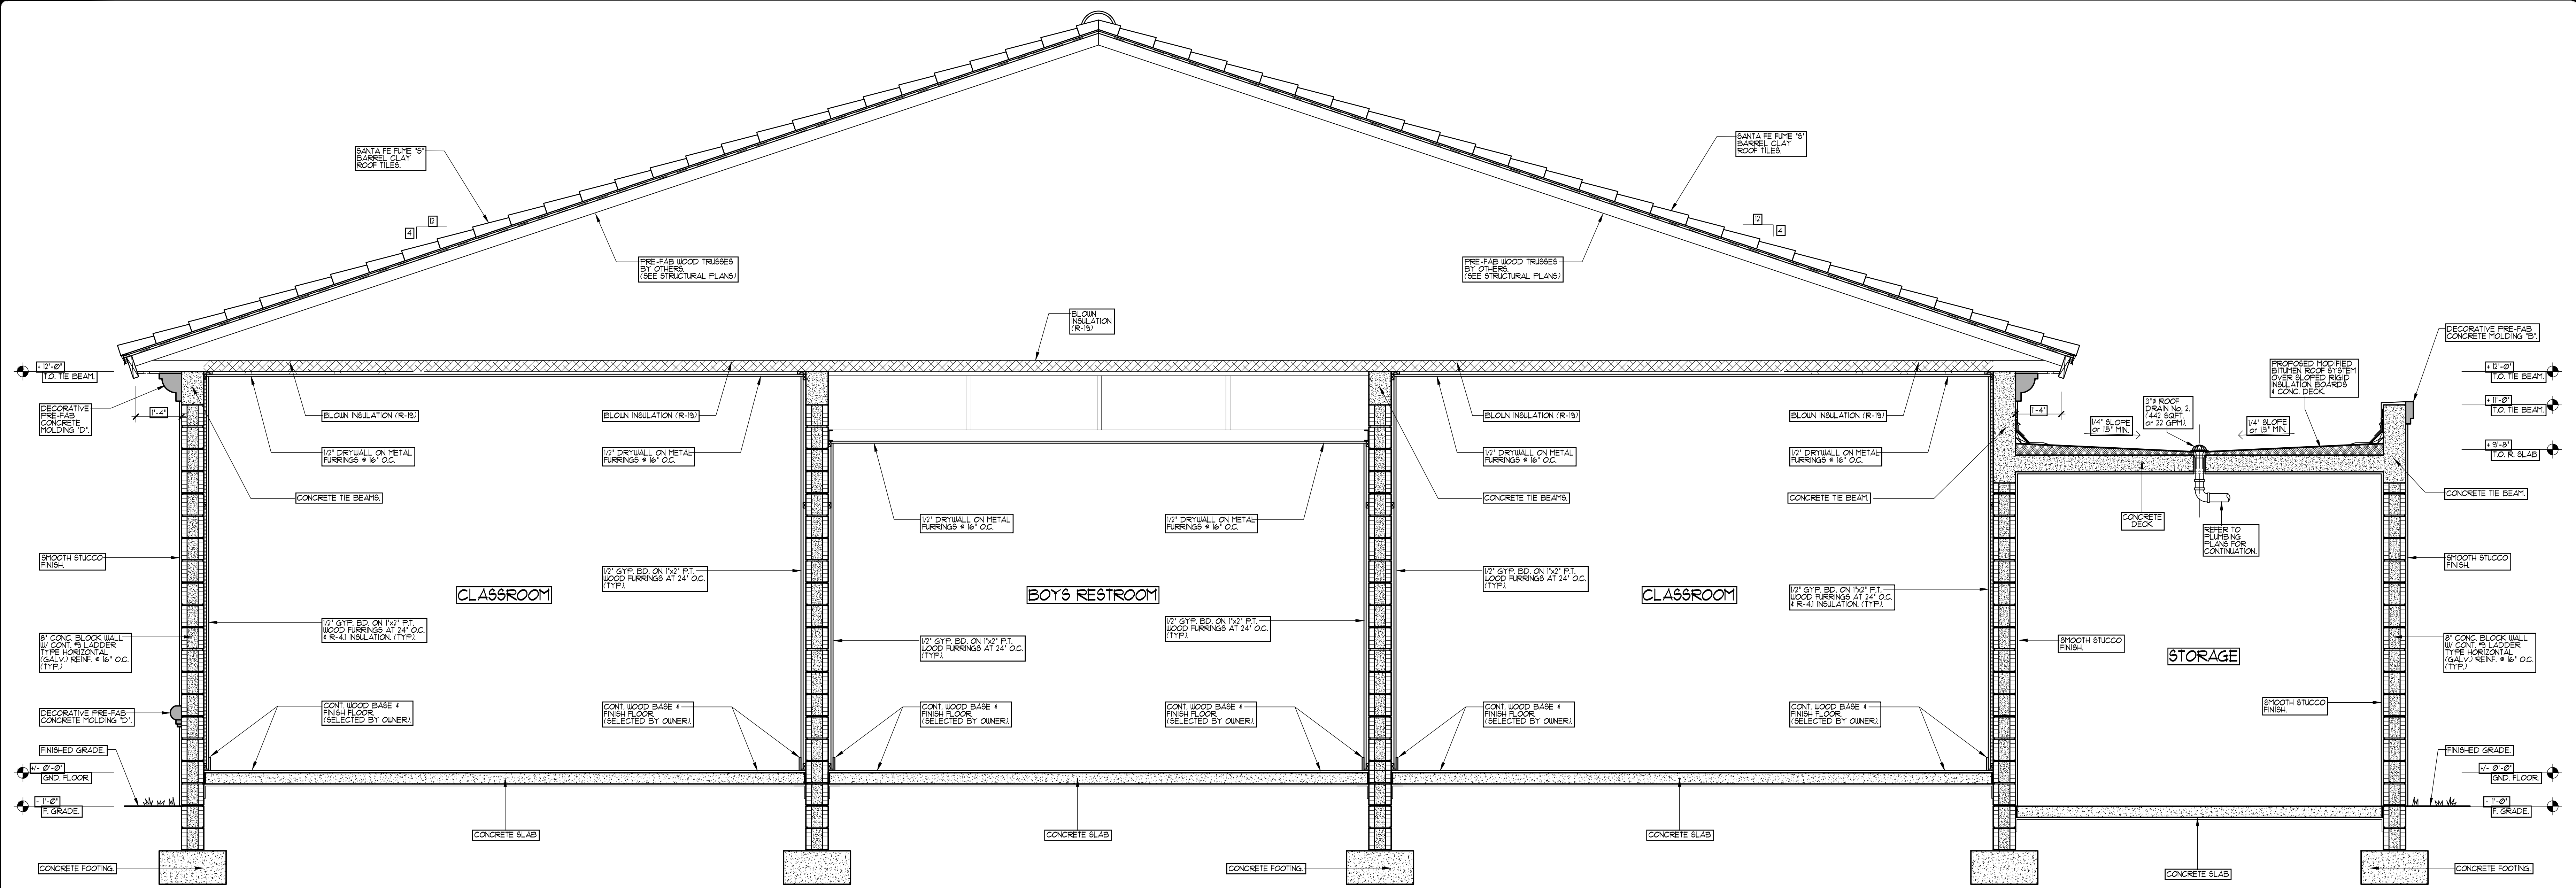 SANTA FE FUME "S"
BARREL CLAY
ROOF TILES.
SANTA FE FUME "S"
BARREL CLAY
ROOF TILES.
12
4
12
4
PRE-FAB WOOD TRUSSES
BY OTHERS.
(SEE STRUCTURAL PLANS)
PRE-FAB WOOD TRUSSES
BY OTHERS.
(SEE STRUCTURAL PLANS)
BLOWN
INSULATION
(R-19)
+ 12'-0"
T.O. TIE BEAM.
DECORATIVE
PRE-FAB
CONCRETE
MOLDING "D".
1'-4"
BLOWN INSULATION (R-19)
BLOWN INSULATION (R-19)
BLOWN INSULATION (R-19)
BLOWN INSULATION (R-19)
1'-4"
1/2" DRYWALL ON METAL
FURRINGS @ 16" O.C.
1/2" DRYWALL ON METAL
FURRINGS @ 16" O.C.
1/2" DRYWALL ON METAL
FURRINGS @ 16" O.C.
1/2" DRYWALL ON METAL
FURRINGS @ 16" O.C.
CONCRETE TIE BEAMS.
CONCRETE TIE BEAMS.
CONCRETE TIE BEAM.
1/2" DRYWALL ON METAL
FURRINGS @ 16" O.C.
1/2" DRYWALL ON METAL
FURRINGS @ 16" O.C.
DECORATIVE PRE-FAB
CONCRETE MOLDING "B".
PROPOSED MODIFIED
BITUMEN ROOF SYSTEM
OVER SLOPED RIGID
INSULATION BOARDS
& CONC. DECK.
3"Ø ROOF
DRAIN No. 2.
(442 SQ.FT.
or 22 GPM).
1/4" SLOPE
or 1.5" MIN.
1/4" SLOPE
or 1.5" MIN.
+ 12'-0"
T.O. TIE BEAM.
+ 11'-0"
T.O. TIE BEAM.
+ 9'-8"
T.O. R. SLAB
CONCRETE TIE BEAM.
CONCRETE
DECK
REFER TO
PLUMBING
PLANS FOR
CONTINUATION.
SMOOTH STUCCO
FINISH.
SMOOTH STUCCO
FINISH.
CLASSROOM
BOYS RESTROOM
CLASSROOM
STORAGE
1/2" GYP. BD. ON 1"x2" P.T.
WOOD FURRINGS AT 24" O.C.
(TYP.).
1/2" GYP. BD. ON 1"x2" P.T.
WOOD FURRINGS AT 24" O.C.
(TYP.).
1/2" GYP. BD. ON 1"x2" P.T.
WOOD FURRINGS AT 24" O.C.
& R-4.1 INSULATION. (TYP.).
1/2" GYP. BD. ON 1"x2" P.T.
WOOD FURRINGS AT 24" O.C.
& R-4.1 INSULATION. (TYP.).
1/2" GYP. BD. ON 1"x2" P.T.
WOOD FURRINGS AT 24" O.C.
(TYP.).
1/2" GYP. BD. ON 1"x2" P.T.
WOOD FURRINGS AT 24" O.C.
(TYP.).
8" CONC. BLOCK WALL
W/ CONT. #9 LADDER
TYPE HORIZONTAL
(GALV.) REINF. @ 16" O.C.
(TYP.)
SMOOTH STUCCO
FINISH.
8" CONC. BLOCK WALL
W/ CONT. #9 LADDER
TYPE HORIZONTAL
(GALV.) REINF. @ 16" O.C.
(TYP.)
SMOOTH STUCCO
FINISH.
DECORATIVE PRE-FAB
CONCRETE MOLDING "D".
CONT. WOOD BASE &
FINISH FLOOR
(SELECTED BY OWNER).
CONT. WOOD BASE &
FINISH FLOOR
(SELECTED BY OWNER).
CONT. WOOD BASE &
FINISH FLOOR
(SELECTED BY OWNER).
CONT. WOOD BASE &
FINISH FLOOR
(SELECTED BY OWNER).
CONT. WOOD BASE &
FINISH FLOOR
(SELECTED BY OWNER).
CONT. WOOD BASE &
FINISH FLOOR
(SELECTED BY OWNER).
FINISHED GRADE.
FINISHED GRADE.
+/- 0'-0"
GND. FLOOR.
+/- 0'-0"
GND. FLOOR.
- 1'-0"
F. GRADE.
- 1'-0"
F. GRADE.
CONCRETE SLAB
CONCRETE SLAB
CONCRETE SLAB
CONCRETE SLAB
CONCRETE FOOTING.
CONCRETE FOOTING.
CONCRETE FOOTING.